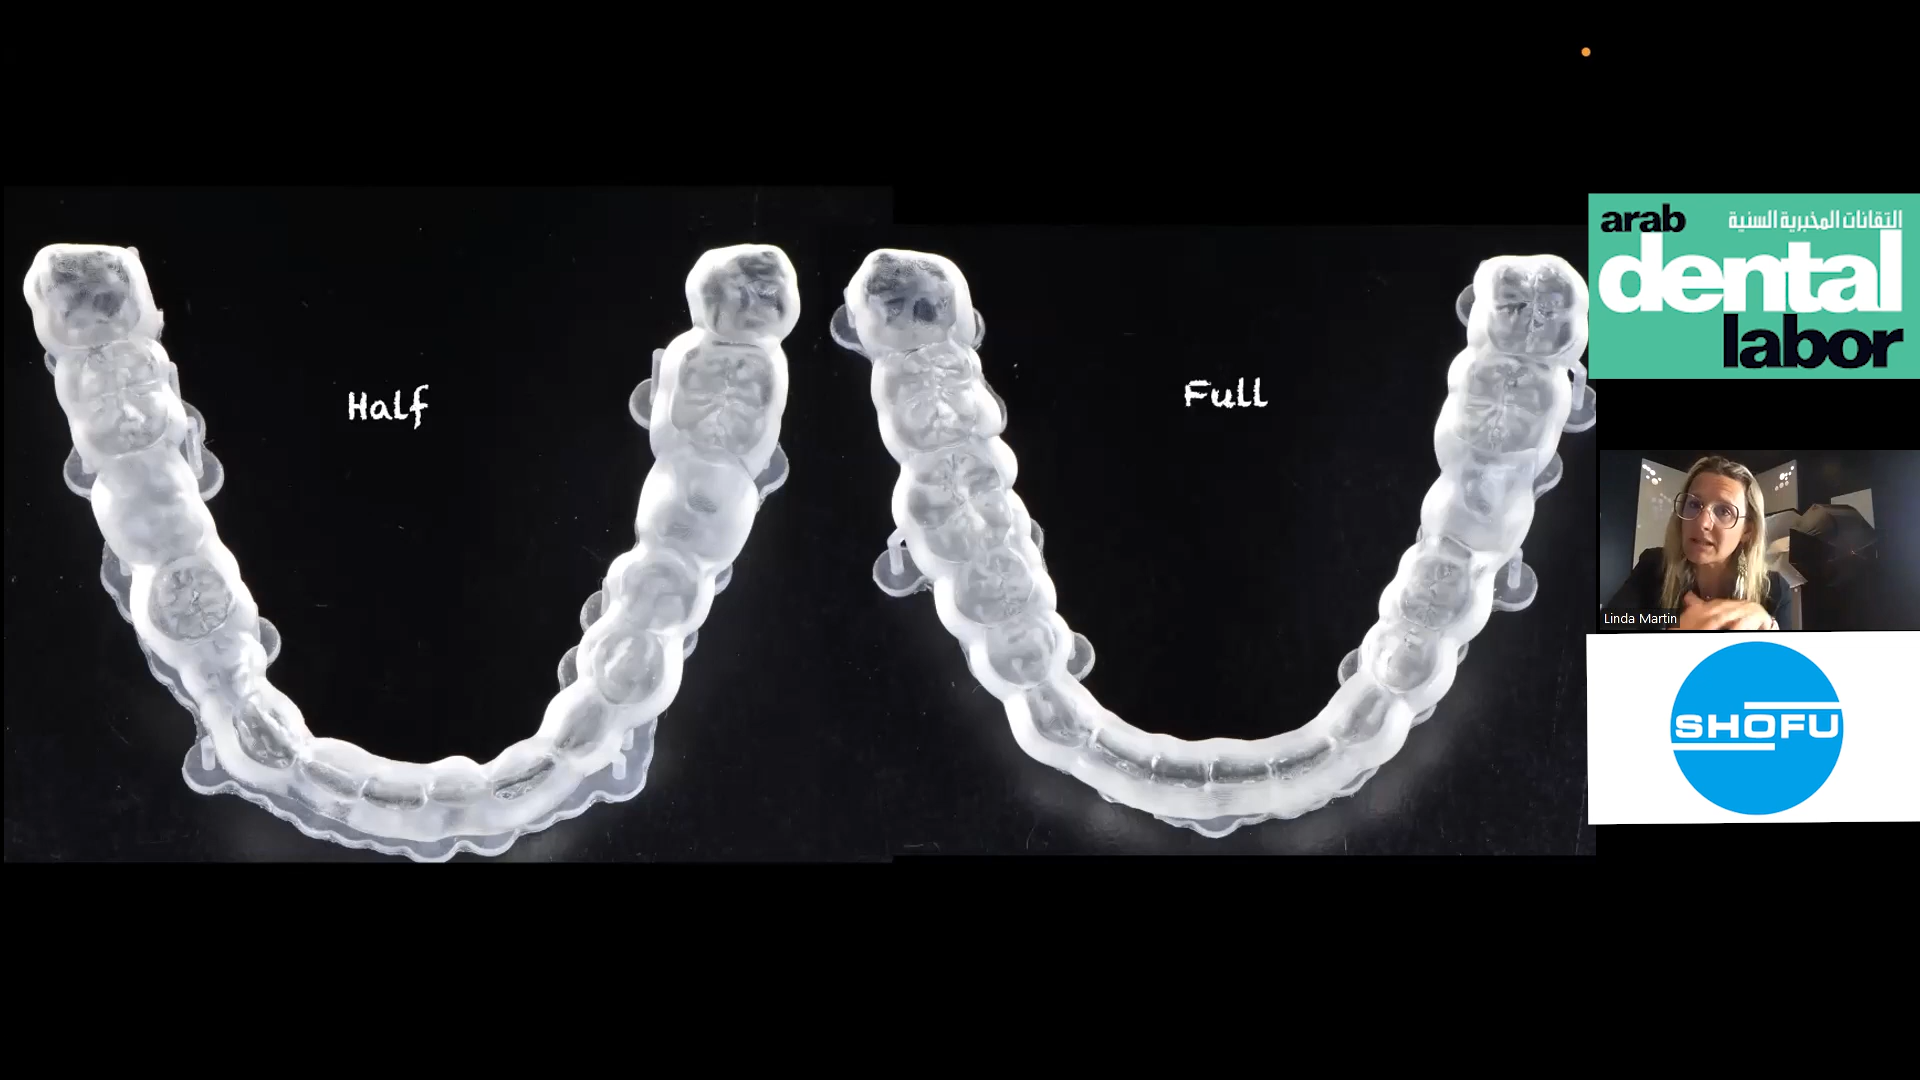 Half
Full
arab
التقانات المخبرية السنية
dental
labor
Linda Martin
SHOFU